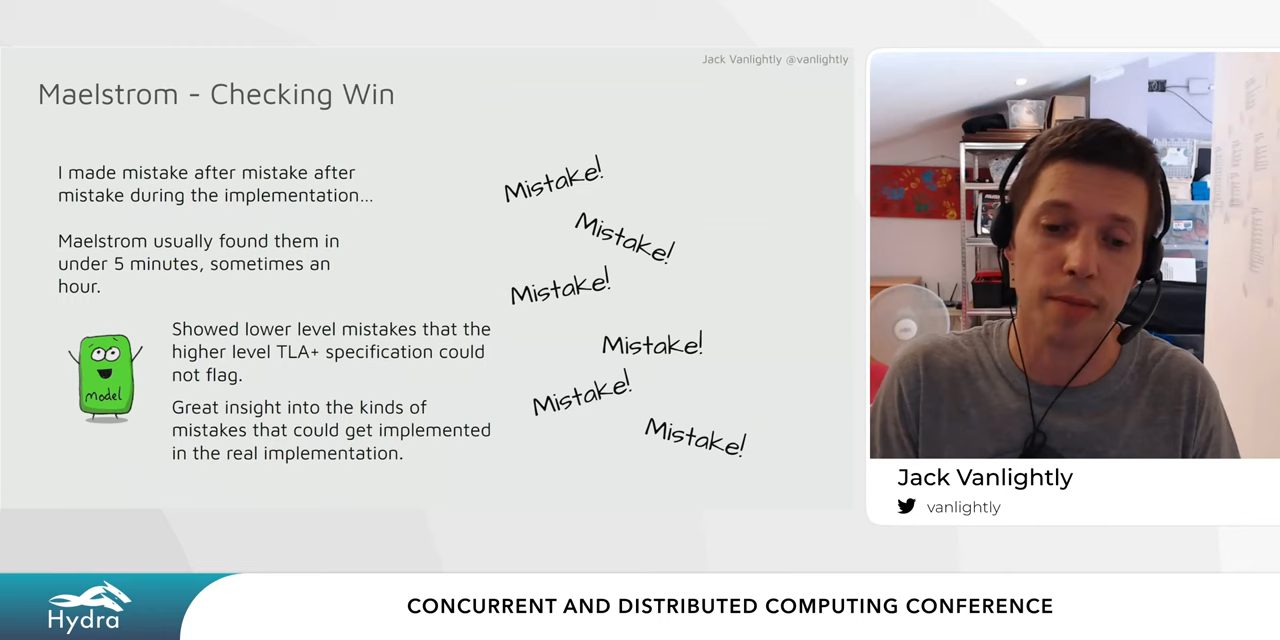 Jack Vanlightly @vanlightly
Maelstrom - Checking Win
I made mistake after mistake after
mistake during the implementation...
Maelstrom usually found them in
under 5 minutes, sometimes an
hour.
Showed lower level mistakes that the
higher level TLA+ specification could
not flag.
Great insight into the kinds of
mistakes that could get implemented
in the real implementation.
model
Mistake!
Mistake!
Mistake!
Mistake!
Mistake!
Mistake!
Jack Vanlightly
vanlightly
Hydra
CONCURRENT AND DISTRIBUTED COMPUTING CONFERENCE